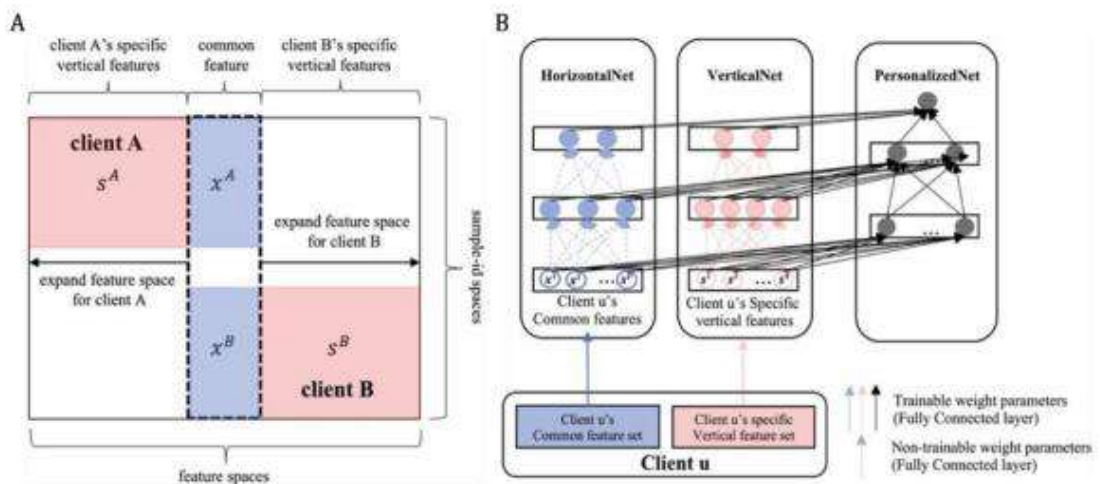 A
client A's specific
vertical features
common
feature
client B's specific
vertical features
client A
s^A
x^A
expand feature space
for client B
expand feature space
for client A
x^B
s^B
client B
sample-id spaces
feature spaces
B
HorizontalNet
VerticalNet
PersonalizedNet
...
...
... 
...
Client u's
Common features
Client u's Specific
vertical features
Client u's
Common feature set
Client u's specific
Vertical feature set
Client u
Trainable weight parameters
(Fully Connected layer)
Non-trainable weight parameters
(Fully Connected layer)